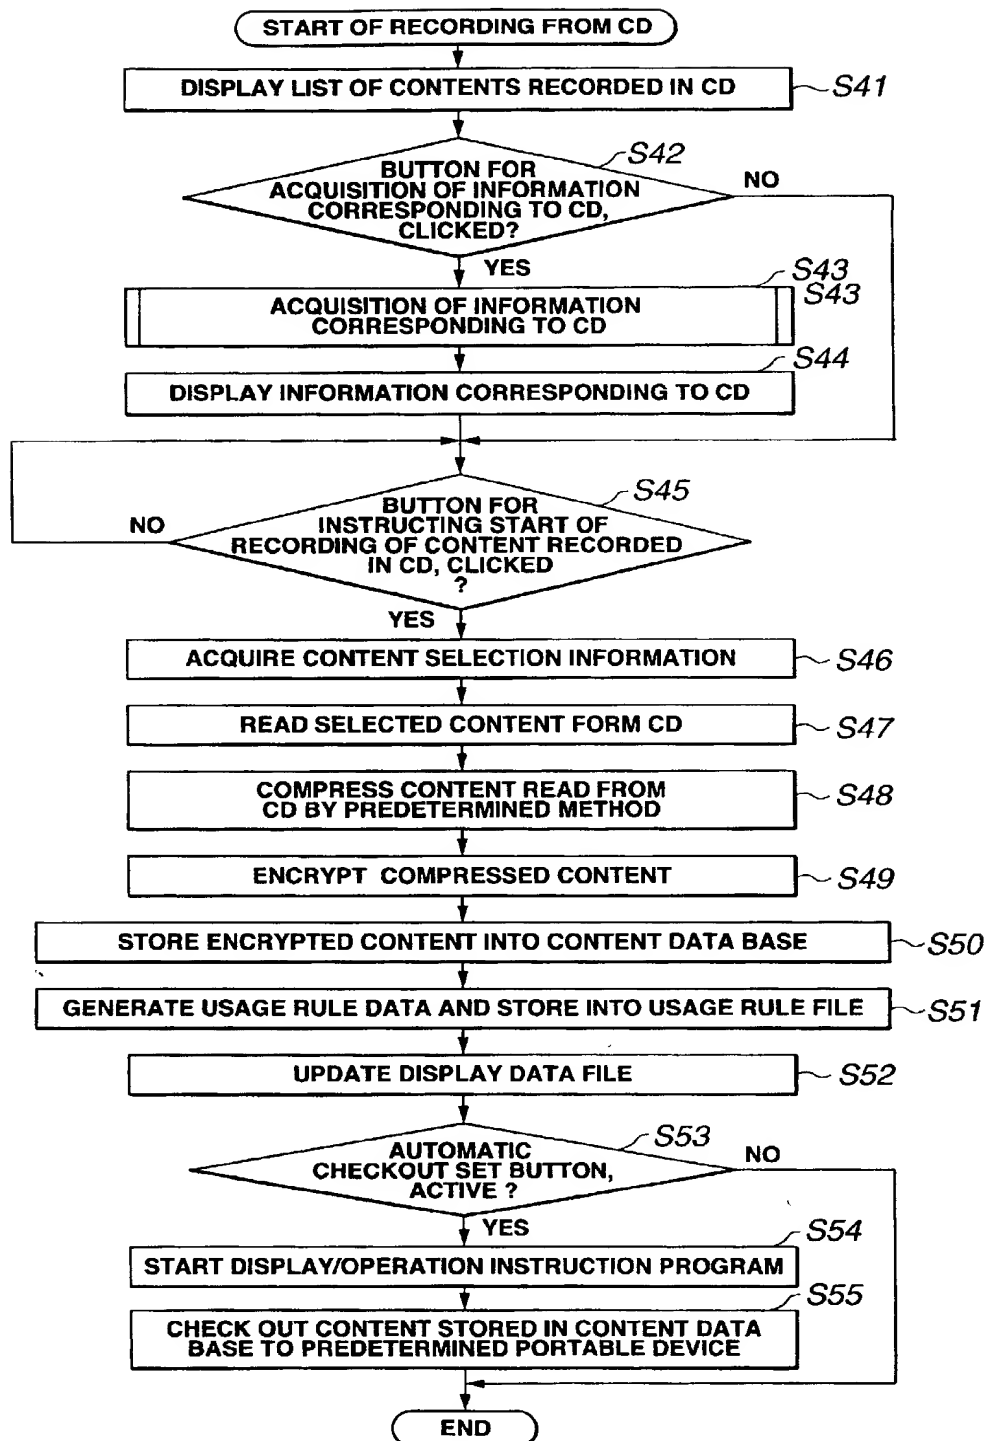 START OF RECORDING FROM CD
DISPLAY LIST OF CONTENTS RECORDED IN CD
S41
S42
BUTTON FOR
ACQUISITION OF INFORMATION
CORRESPONDING TO CD,
CLICKED?
NO
YES
S43
S43
ACQUISITION OF INFORMATION
CORRESPONDING TO CD
S44
DISPLAY INFORMATION CORRESPONDING TO CD
S45
BUTTON FOR
INSTRUCTING START OF
RECORDING OF CONTENT RECORDED
IN CD, CLICKED
?
NO
YES
ACQUIRE CONTENT SELECTION INFORMATION
S46
READ SELECTED CONTENT FORM CD
S47
COMPRESS CONTENT READ FROM
CD BY PREDETERMINED METHOD
S48
ENCRYPT COMPRESSED CONTENT
S49
STORE ENCRYPTED CONTENT INTO CONTENT DATA BASE
S50
GENERATE USAGE RULE DATA AND STORE INTO USAGE RULE FILE
S51
UPDATE DISPLAY DATA FILE
S52
S53
AUTOMATIC
CHECKOUT SET BUTTON,
ACTIVE ?
NO
YES
S54
START DISPLAY/OPERATION INSTRUCTION PROGRAM
S55
CHECK OUT CONTENT STORED IN CONTENT DATA
BASE TO PREDETERMINED PORTABLE DEVICE
END